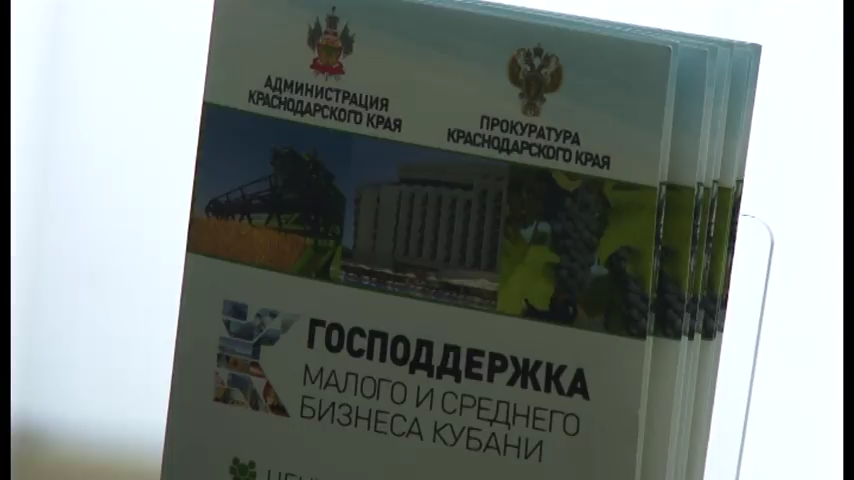 АДМИНИСТРАЦИЯ
КРАСНОДАРСКОГО КРАЯ
ПРОКУРАТУРА
КРАСНОДАРСКОГО КРАЯ
ГОСПОДДЕРЖКА
МАЛОГО И СРЕДНЕГО
БИЗНЕСА КУБАНИ